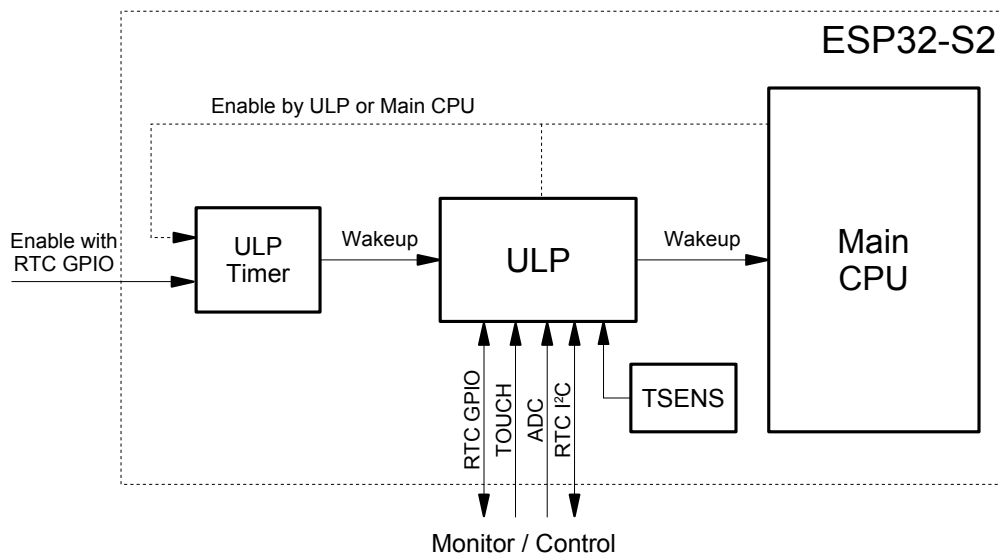 ESP32-S2
Enable by ULP or Main CPU
Enable with
RTC GPIO
ULP
Timer
Wakeup
ULP
Wakeup
Main
CPU
TSENS
RTC GPIO
TOUCH
ADC
RTC I²C
Monitor / Control